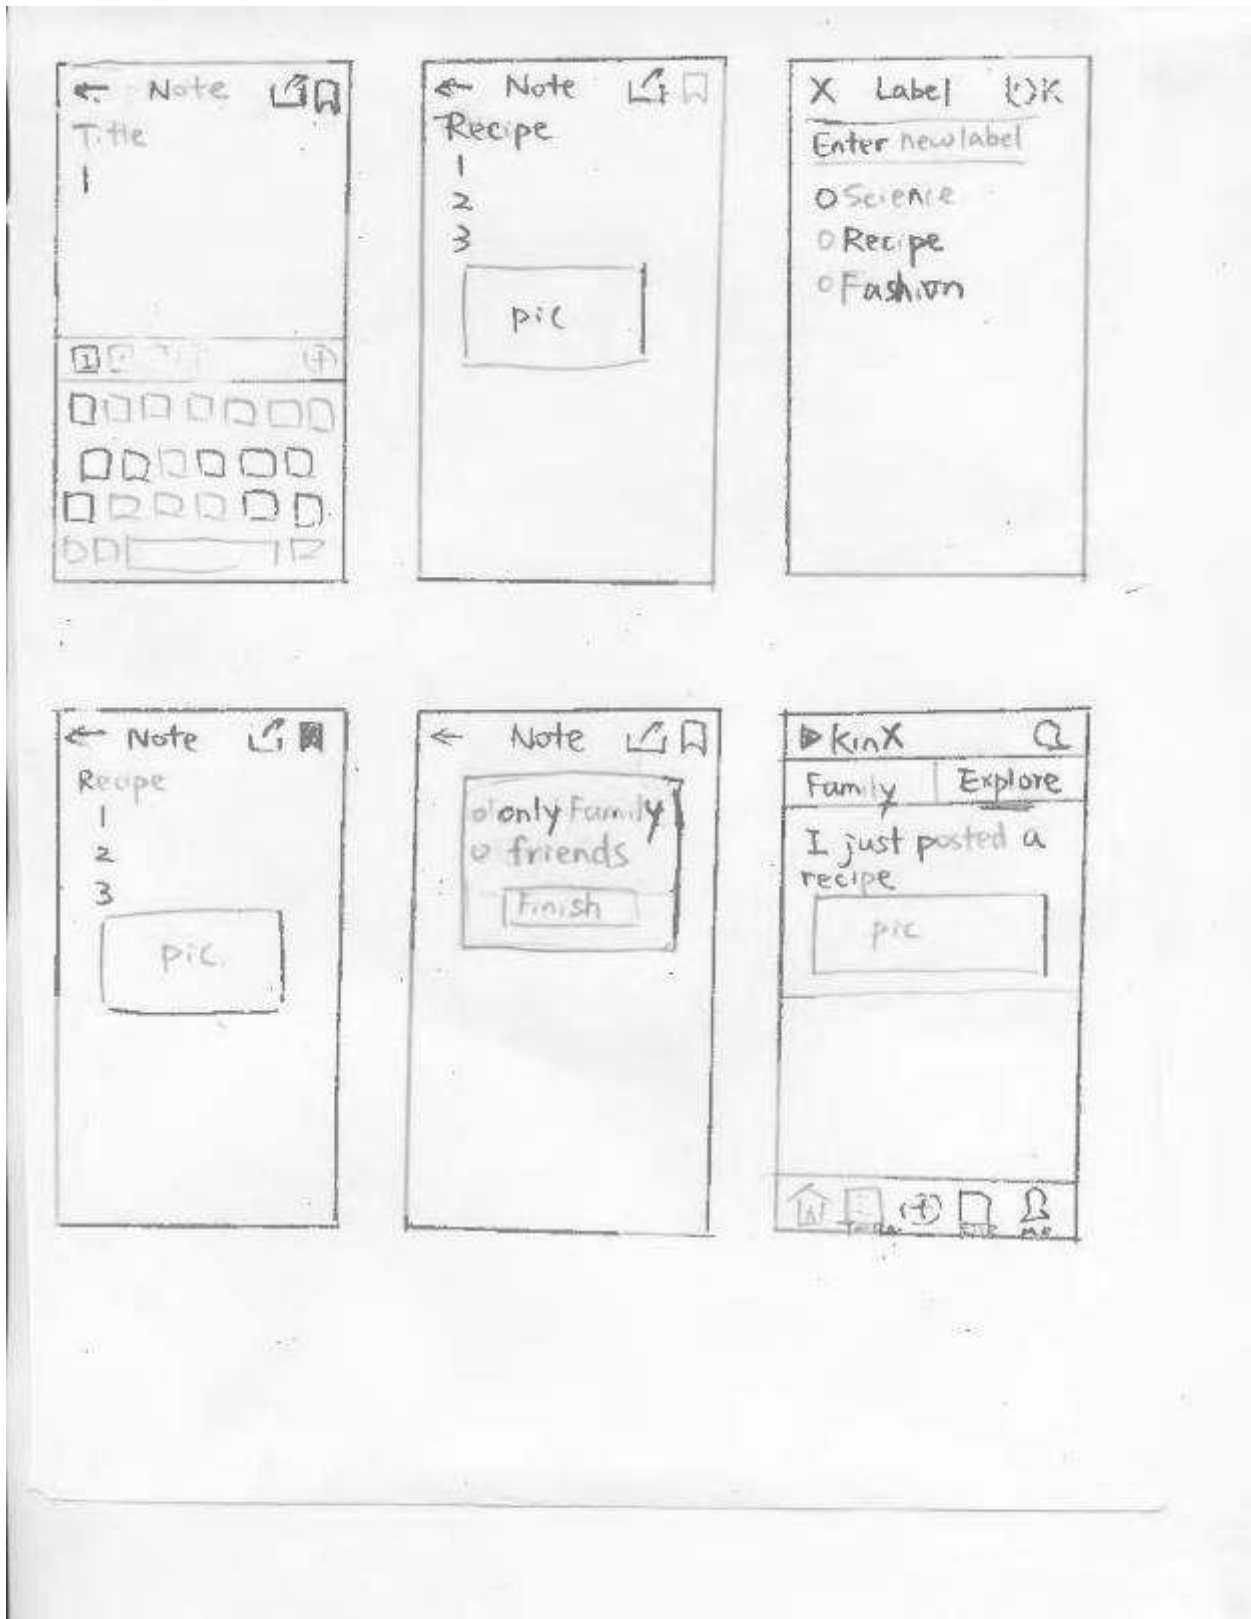 Note
Title
1
Note
Recipe
1
2
3
pic
X Label OK
Enter new label
Science
Recipe
Fashion
Note
Recipe
1
2
3
pic.
Note
only Family
friends
Finish
KinX
Family Explore
I just posted a
recipe
pic
Me